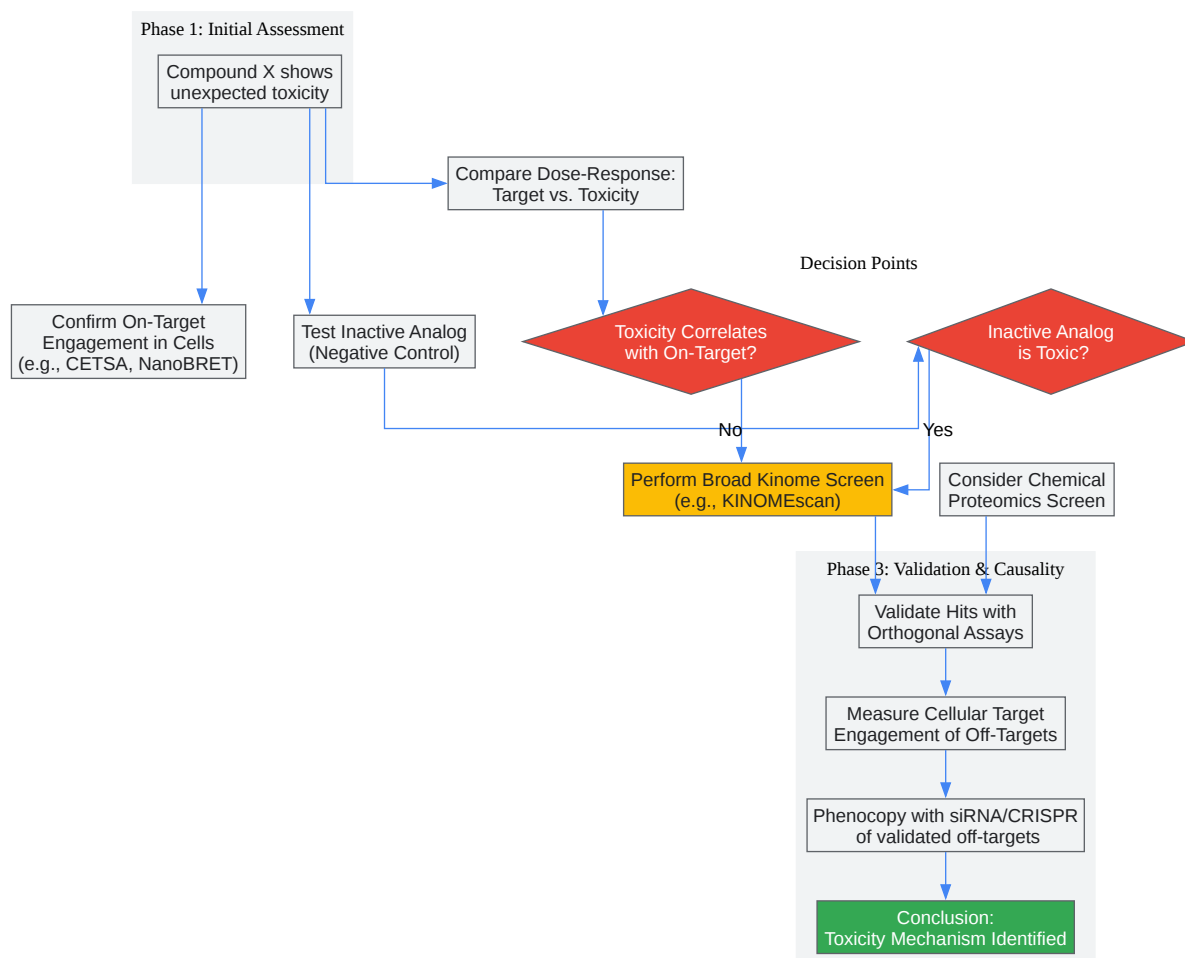 Phase 1: Initial Assessment
Compound X shows
unexpected toxicity
Compare Dose-Response:
Target vs. Toxicity
Decision Points
Confirm On-Target
Engagement in Cells
(e.g., CETSA, NanoBRET)
Test Inactive Analog
(Negative Control)
Toxicity Correlates
with On-Target?
Inactive Analog
is Toxic?
No
Yes
Perform Broad Kinome Screen
(e.g., KINOMEscan)
Consider Chemical
Proteomics Screen
Phase 3: Validation & Causality
Validate Hits with
Orthogonal Assays
Measure Cellular Target
Engagement of Off-Targets
Phenocopy with siRNA/CRISPR
of validated off-targets
Conclusion:
Toxicity Mechanism Identified